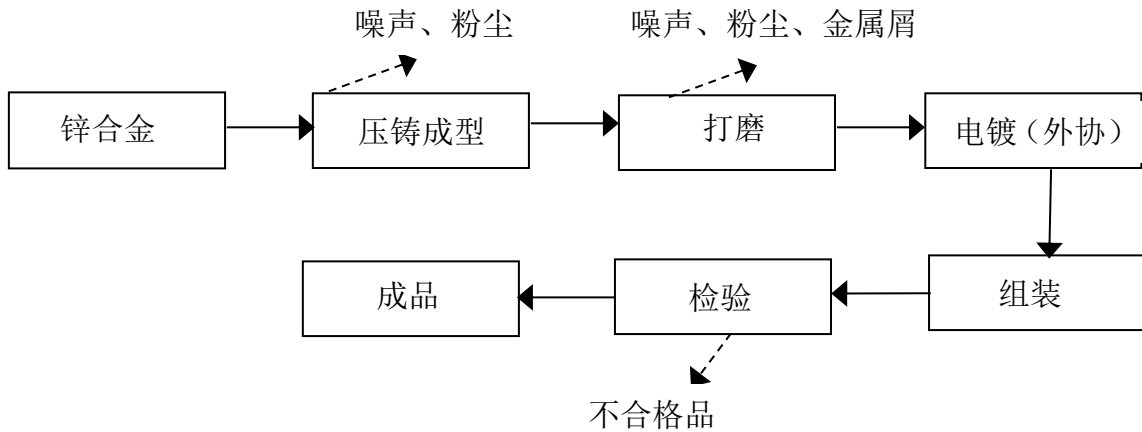 噪声、粉尘
噪声、粉尘、金属屑
锌合金
压铸成型
打磨
电镀（外协）
成品
检验
组装
不合格品